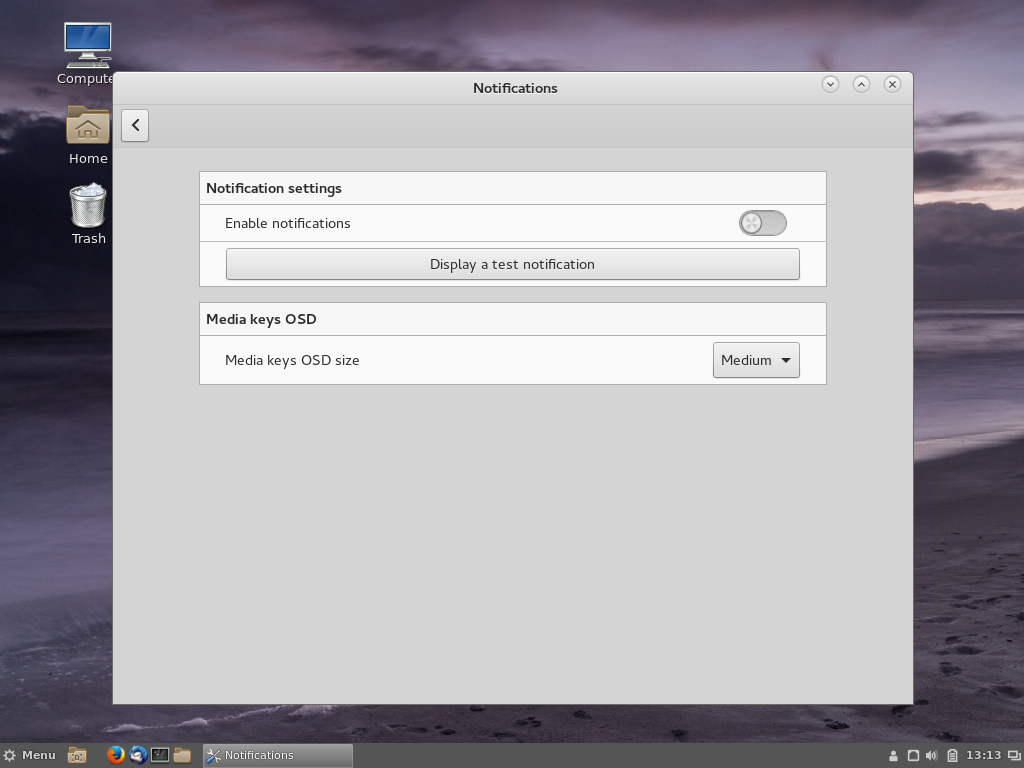 Computer
Home
Trash
Notifications
Notification settings
Enable notifications
Display a test notification
Media keys OSD
Media keys OSD size
Medium
Menu
Notifications
13:13